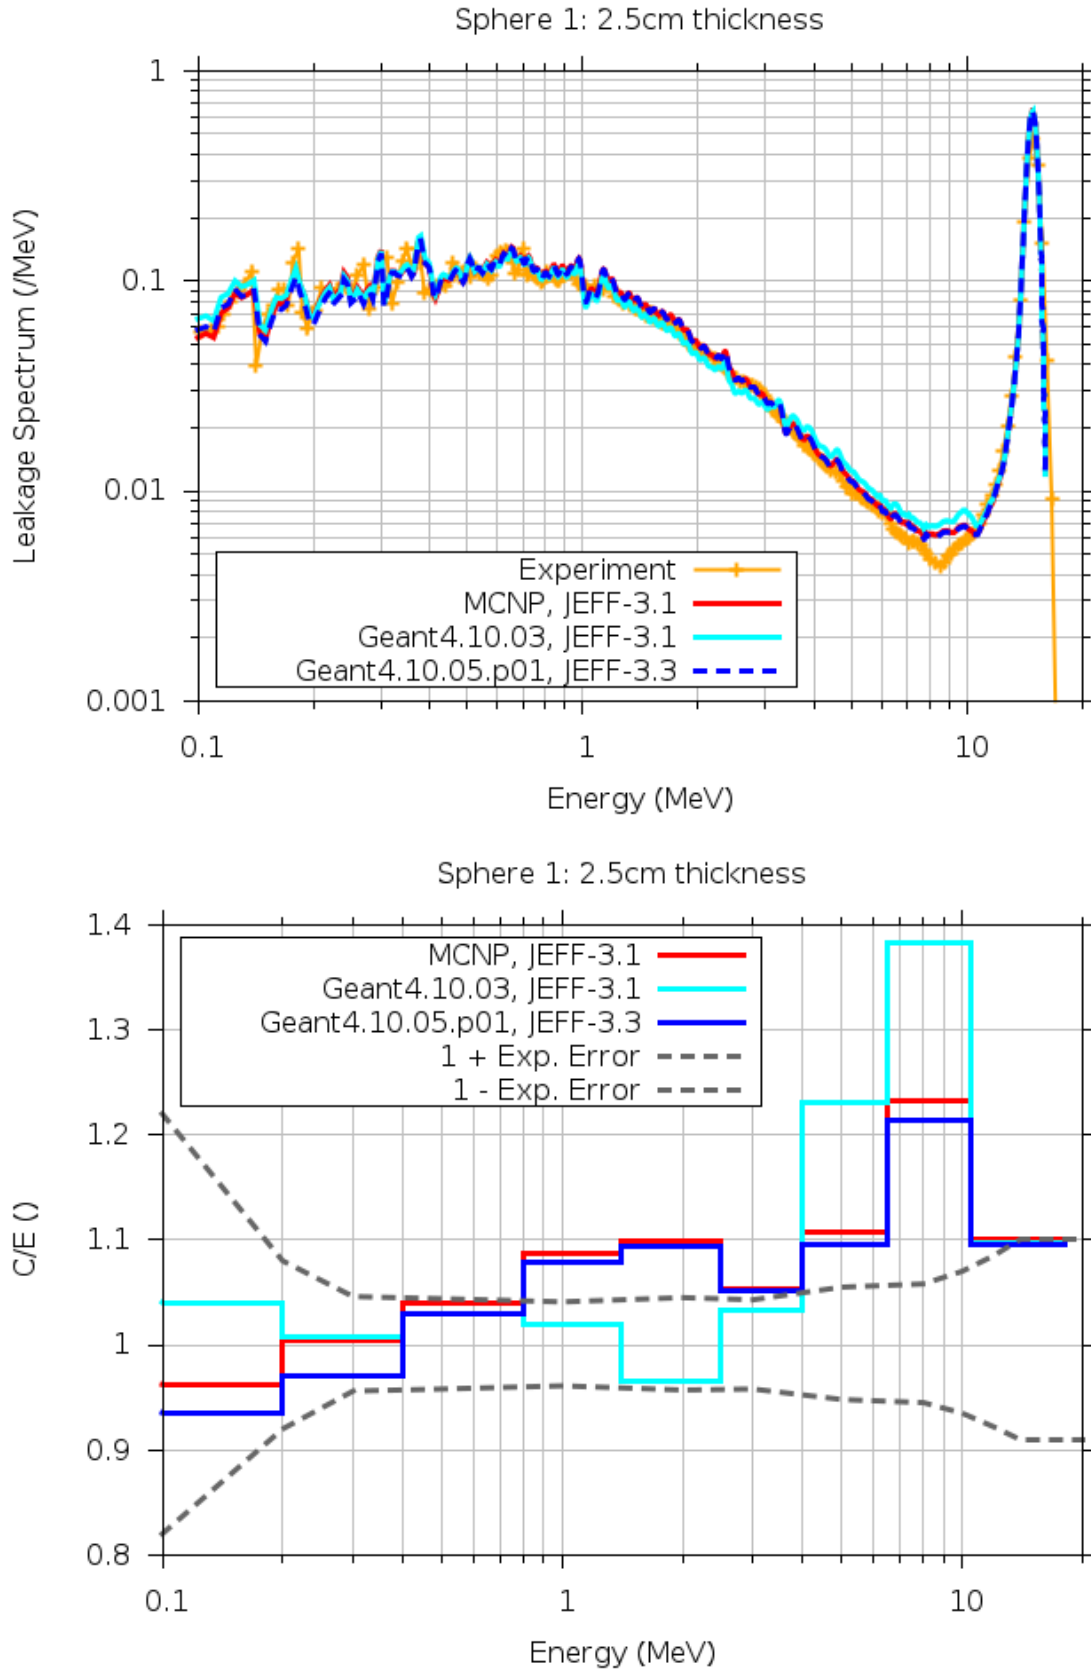 Sphere 1: 2.5cm thickness
1
0.1
0.01
0.001
Leakage Spectrum (/MeV)
Experiment
MCNP, JEFF-3.1
Geant4.10.03, JEFF-3.1
Geant4.10.05.p01, JEFF-3.3
0.1 1 10
Energy (MeV)
Sphere 1: 2.5cm thickness
1.4
1.3
1.2
1.1
1
0.9
0.8
C/E ()
MCNP, JEFF-3.1
Geant4.10.03, JEFF-3.1
Geant4.10.05.p01, JEFF-3.3
1 + Exp. Error
1 - Exp. Error
0.1 1 10
Energy (MeV)